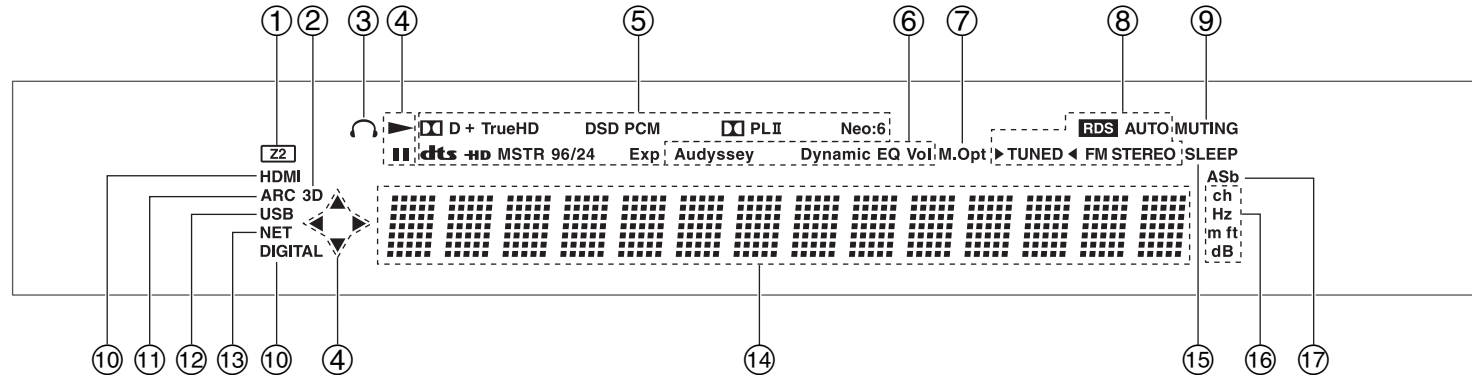 ① ② ③ ④ ⑤ ⑥ ⑦ ⑧ ⑨
D + TrueHD DSD PCM PL II Neo:6 RDS AUTO MUTING
Z2 dts -HD MSTR 96/24 Exp Audyssey Dynamic EQ Vol M.Opt TUNED FM STEREO SLEEP
HDMI ASb
ARC 3D ch
USB Hz
NET m ft
DIGITAL dB
⑩ ⑪ ⑫ ⑬ ⑩ ④ ⑭ ⑮ ⑯ ⑰